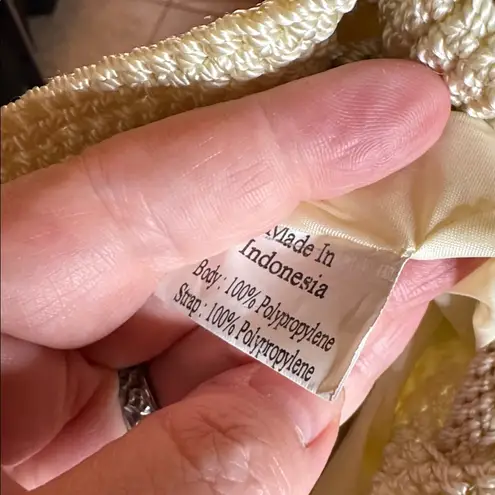 Made In
Indonesia
Body : 100% Polypropylene
Strap : 100% Polypropylene